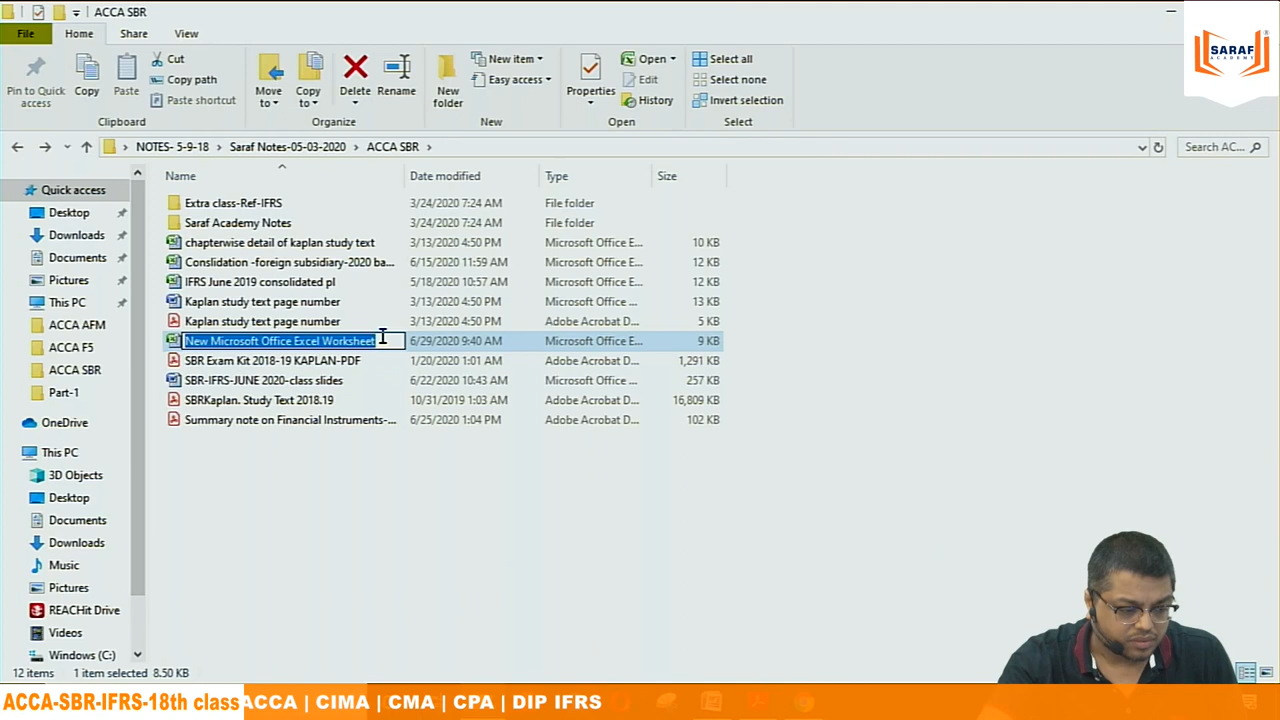 ACCA SBR
File Home Share View
Pin to Quick access
Copy
Paste
Cut
Copy path
Paste shortcut
Clipboard
Move to
Copy to
Delete
Rename
Organize
New folder
New item
Easy access
New
Properties
Open
Edit
History
Open
Select all
Select none
Invert selection
Select
SARAF
ACADEMY
NOTES- 5-9-18 Saraf Notes-05-03-2020 ACCA SBR
Search AC...
Name Date modified Type Size
Extra class-Ref-IFRS 3/24/2020 7:24 AM File folder
Saraf Academy Notes 3/24/2020 7:24 AM File folder
chapterwise detail of kaplan study text 3/13/2020 4:50 PM Microsoft Office E... 10 KB
Conslidation -foreign subsidiary-2020 ba... 6/15/2020 11:59 AM Microsoft Office E... 12 KB
IFRS June 2019 consolidated pl 5/18/2020 10:57 AM Microsoft Office E... 12 KB
Kaplan study text page number 3/13/2020 4:50 PM Microsoft Office ... 13 KB
Kaplan study text page number 3/13/2020 4:50 PM Adobe Acrobat D... 5 KB
New Microsoft Office Excel Worksheet 6/29/2020 9:40 AM Microsoft Office E... 9 KB
SBR Exam Kit 2018-19 KAPLAN-PDF 1/20/2020 1:01 AM Adobe Acrobat D... 1,291 KB
SBR-IFRS-JUNE 2020-class slides 6/22/2020 10:43 AM Microsoft Office ... 257 KB
SBRKaplan. Study Text 2018.19 10/31/2019 1:03 AM Adobe Acrobat D... 16,809 KB
Summary note on Financial Instruments-... 6/25/2020 1:04 PM Adobe Acrobat D... 102 KB
Quick access
Desktop
Downloads
Documents
Pictures
This PC
ACCA AFM
ACCA F5
ACCA SBR
Part-1
OneDrive
This PC
3D Objects
Desktop
Documents
Downloads
Music
Pictures
REACHit Drive
Videos
Windows (C:)
12 items 1 item selected 8.50 KB
ACCA-SBR-IFRS-18th class
ACCA | CIMA | CMA | CPA | DIP IFRS